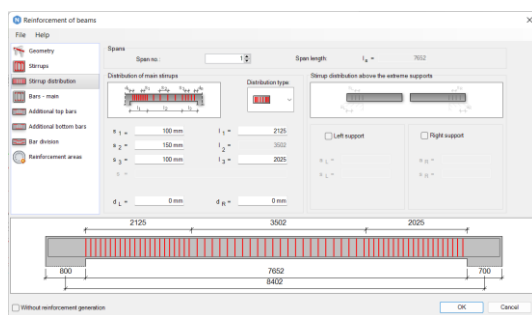 Reinforcement of beams
File Help
Geometry
Stirrups
Stirrup distribution
Bars - main
Additional top bars
Additional bottom bars
Bar division
Reinforcement areas
Spans
Span no.: 1 Span length: l a = 7652
Distribution of main stirrups
Distribution type:
s 1 = 100 mm l 1 = 2125
s 2 = 150 mm l 2 = 3502
s 3 = 100 mm l 3 = 2025
d L = 0 mm d R = 0 mm
Stirrup distribution above the extreme supports
Left support Right support
s L = s R =
2125 3502 2025
800 7652 700
8402
Without reinforcement generation
OK Cancel